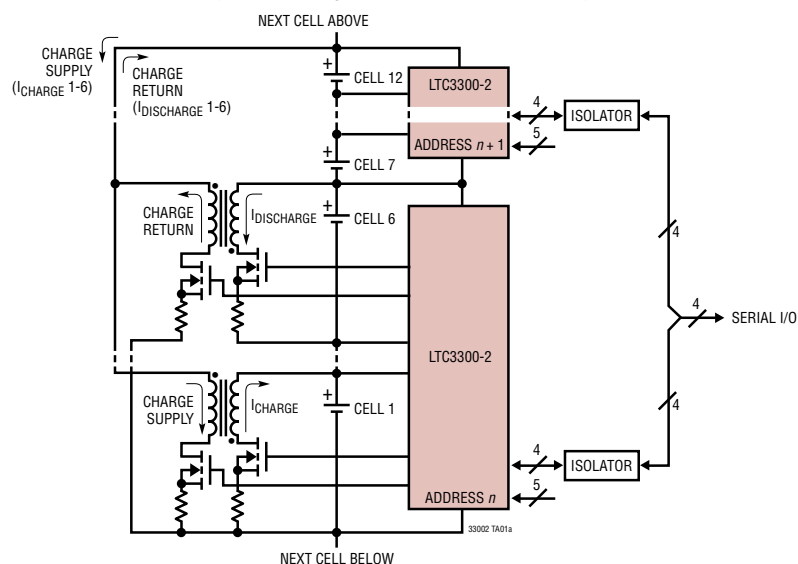 NEXT CELL ABOVE
CHARGE
SUPPLY
(ICHARGE 1-6)
CHARGE
RETURN
(IDISCHARGE 1-6)
+
CELL 12
LTC3300-2
4
ISOLATOR
ADDRESS n + 1
5
+
CELL 7
CHARGE
RETURN
IDISCHARGE
+
CELL 6
4
4
SERIAL I/O
LTC3300-2
CHARGE
SUPPLY
ICHARGE
+
CELL 1
4
4
ISOLATOR
5
ADDRESS n
33002 TA01a
NEXT CELL BELOW